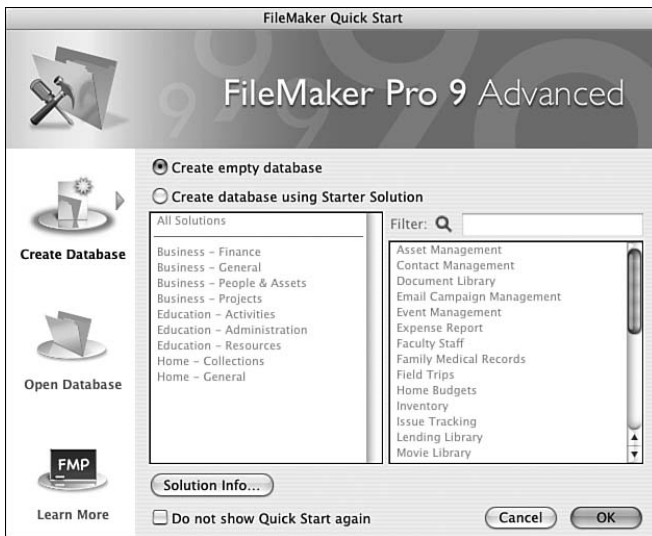 FileMaker Quick Start
FileMaker Pro 9 Advanced
Create Database
Open Database
FMP
Learn More
Create empty database
Create database using Starter Solution
All Solutions
Business – Finance
Business – General
Business – People & Assets
Business – Projects
Education – Activities
Education – Administration
Education – Resources
Home – Collections
Home – General
Filter:
Asset Management
Contact Management
Document Library
Email Campaign Management
Event Management
Expense Report
Faculty Staff
Family Medical Records
Field Trips
Home Budgets
Inventory
Issue Tracking
Lending Library
Movie Library
Solution Info...
Do not show Quick Start again
Cancel
OK